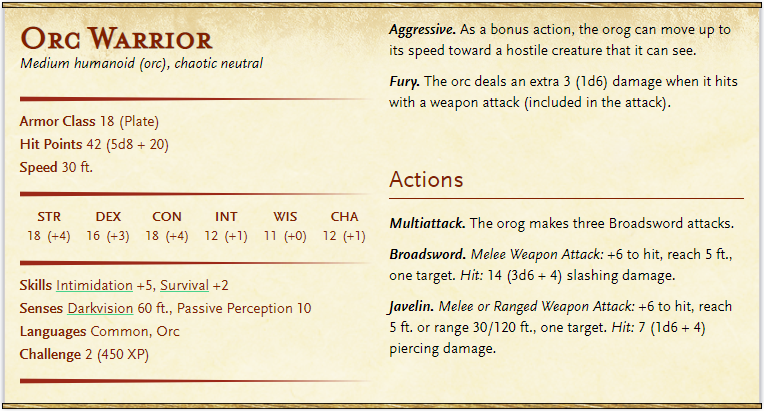 Orc Warrior
Medium humanoid (orc), chaotic neutral
Armor Class 18 (Plate)
Hit Points 42 (5d8 + 20)
Speed 30 ft.
STR DEX CON INT WIS CHA
18 (+4) 16 (+3) 18 (+4) 12 (+1) 11 (+0) 12 (+1)
Skills Intimidation +5, Survival +2
Senses Darkvision 60 ft., Passive Perception 10
Languages Common, Orc
Challenge 2 (450 XP)
Aggressive. As a bonus action, the orog can move up to
its speed toward a hostile creature that it can see.
Fury. The orc deals an extra 3 (1d6) damage when it hits
with a weapon attack (included in the attack).
Actions
Multiattack. The orog makes three Broadsword attacks.
Broadsword. Melee Weapon Attack: +6 to hit, reach 5 ft.,
one target. Hit: 14 (3d6 + 4) slashing damage.
Javelin. Melee or Ranged Weapon Attack: +6 to hit, reach
5 ft. or range 30/120 ft., one target. Hit: 7 (1d6 + 4)
piercing damage.